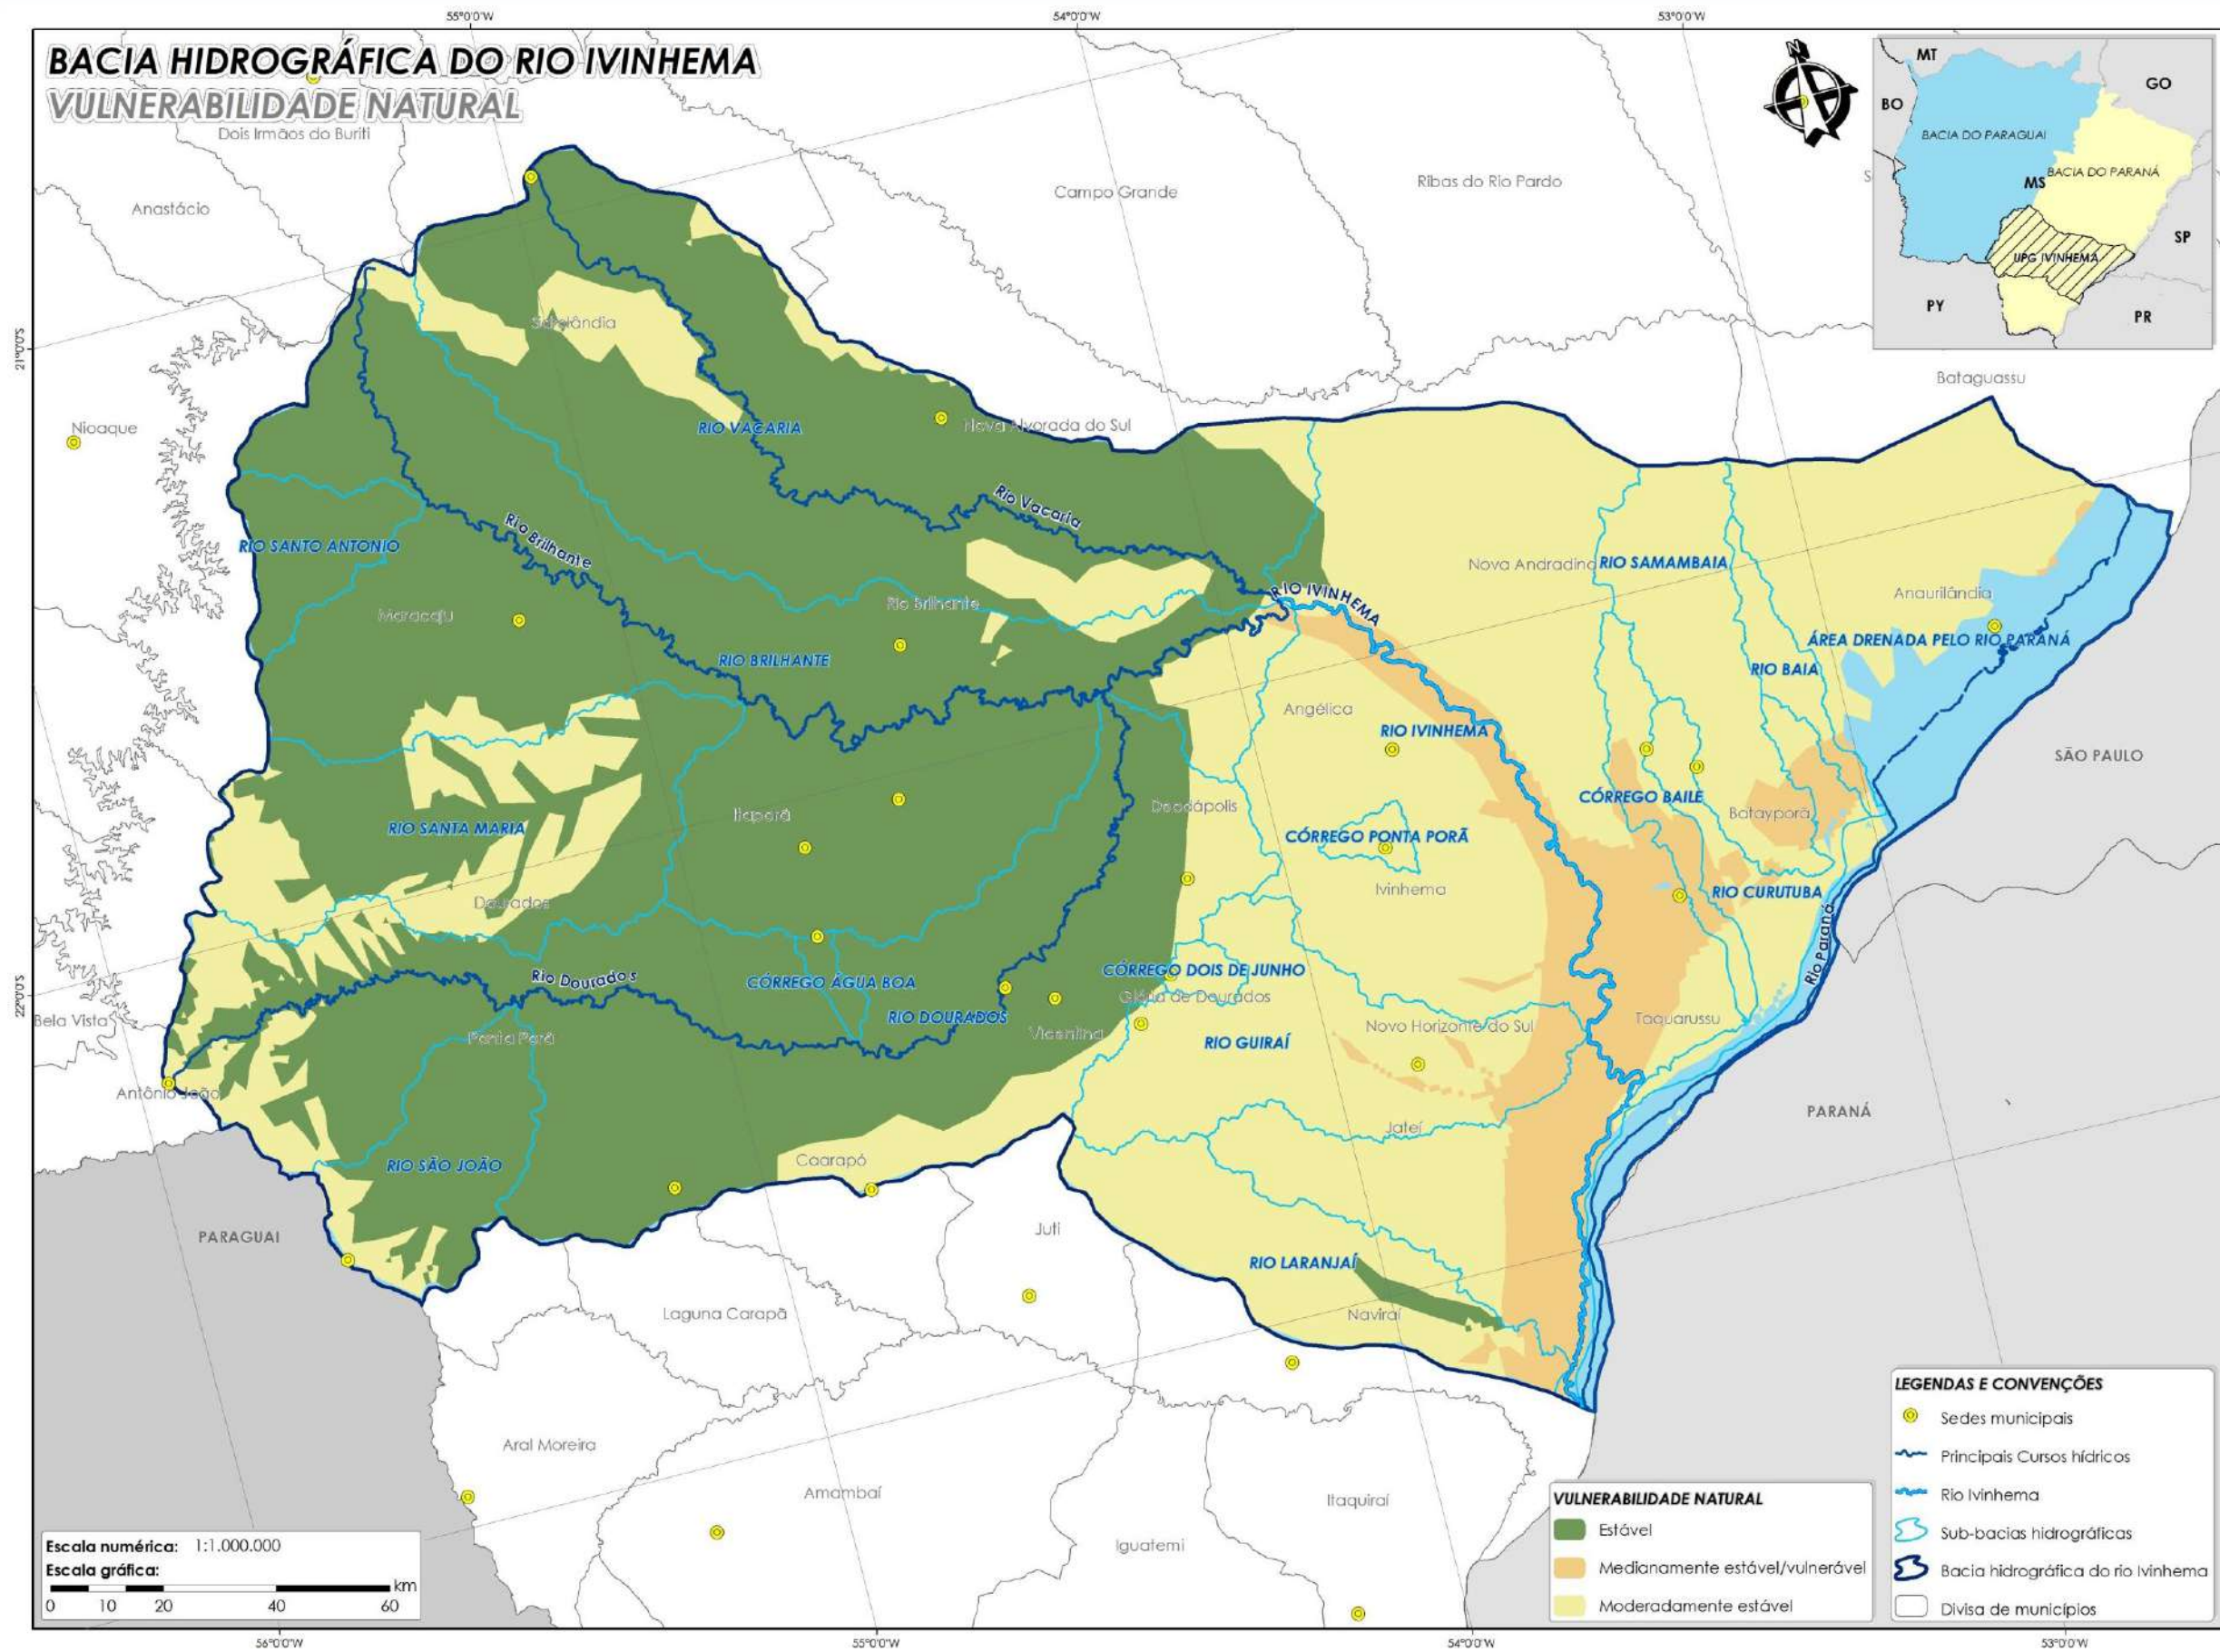 55°0'0"W
54°0'0"W
53°0'0"W
BACIA HIDROGRÁFICA DO RIO IVINHEMA
VULNERABILIDADE NATURAL
MT
GO
BO
BACIA DO PARAGUAI
BACIA DO PARANÁ
MS
SP
UPG IVINHEMA
PY
PR
N
Dois Irmãos do Buriti
Anastácio
Campo Grande
Ribas do Rio Pardo
S
21°0'0"S
Sidrolândia
Bataguassu
Nioaque
RIO VACARIA
Nova Alvorada do Sul
Rio Vacaria
Rio Brilhante
RIO SANTO ANTONIO
Nova Andradina
RIO SAMAMBAIA
RIO IVINHEMA
Anaurilândia
Maracaju
Rio Brilhante
ÁREA DRENADA PELO RIO PARANÁ
RIO BRILHANTE
RIO BAIA
Angélica
RIO IVINHEMA
SÃO PAULO
Deodápolis
CÓRREGO BAILE
Itaporã
Batayporã
RIO SANTA MARIA
CÓRREGO PONTA PORÃ
Ivinhema
RIO CURUTUBA
Dourados
Rio Paraná
Rio Dourados
CÓRREGO ÁGUA BOA
CÓRREGO DOIS DE JUNHO
Glória de Dourados
22°0'0"S
Bela Vista
RIO DOURADOS
Vicentina
Taquarussu
Novo Horizonte do Sul
Ponta Porã
RIO GUIRAÍ
Antônio João
PARANÁ
Jateí
Caarapó
RIO SÃO JOÃO
PARAGUAI
Juti
RIO LARANJAÍ
Laguna Carapã
Naviraí
Aral Moreira
Amambaí
Itaquiraí
Iguatemi
LEGENDAS E CONVENÇÕES
Sedes municipais
Principais Cursos hídricos
Rio Ivinhema
Sub-bacias hidrográficas
Bacia hidrográfica do rio Ivinhema
Divisa de municípios
VULNERABILIDADE NATURAL
Estável
Medianamente estável/vulnerável
Moderadamente estável
Escala numérica: 1:1.000.000
Escala gráfica:
km
0 10 20 40 60
56°0'0"W
55°0'0"W
54°0'0"W
53°0'0"W